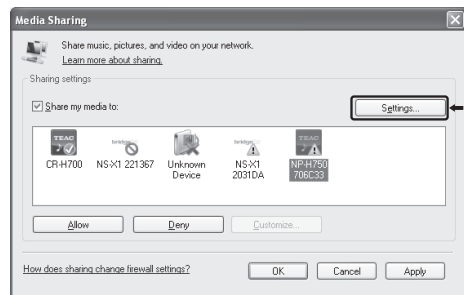 Media Sharing
Share music, pictures, and video on your network.
Learn more about sharing.
Sharing settings
Share my media to:
Settings...
TEAC
TEAC
CR-H700
NS-X1 221367
Unknown Device
NS-X1 2031DA
NP-H750 706C33
Allow
Deny
Customize...
How does sharing change firewall settings?
OK
Cancel
Apply